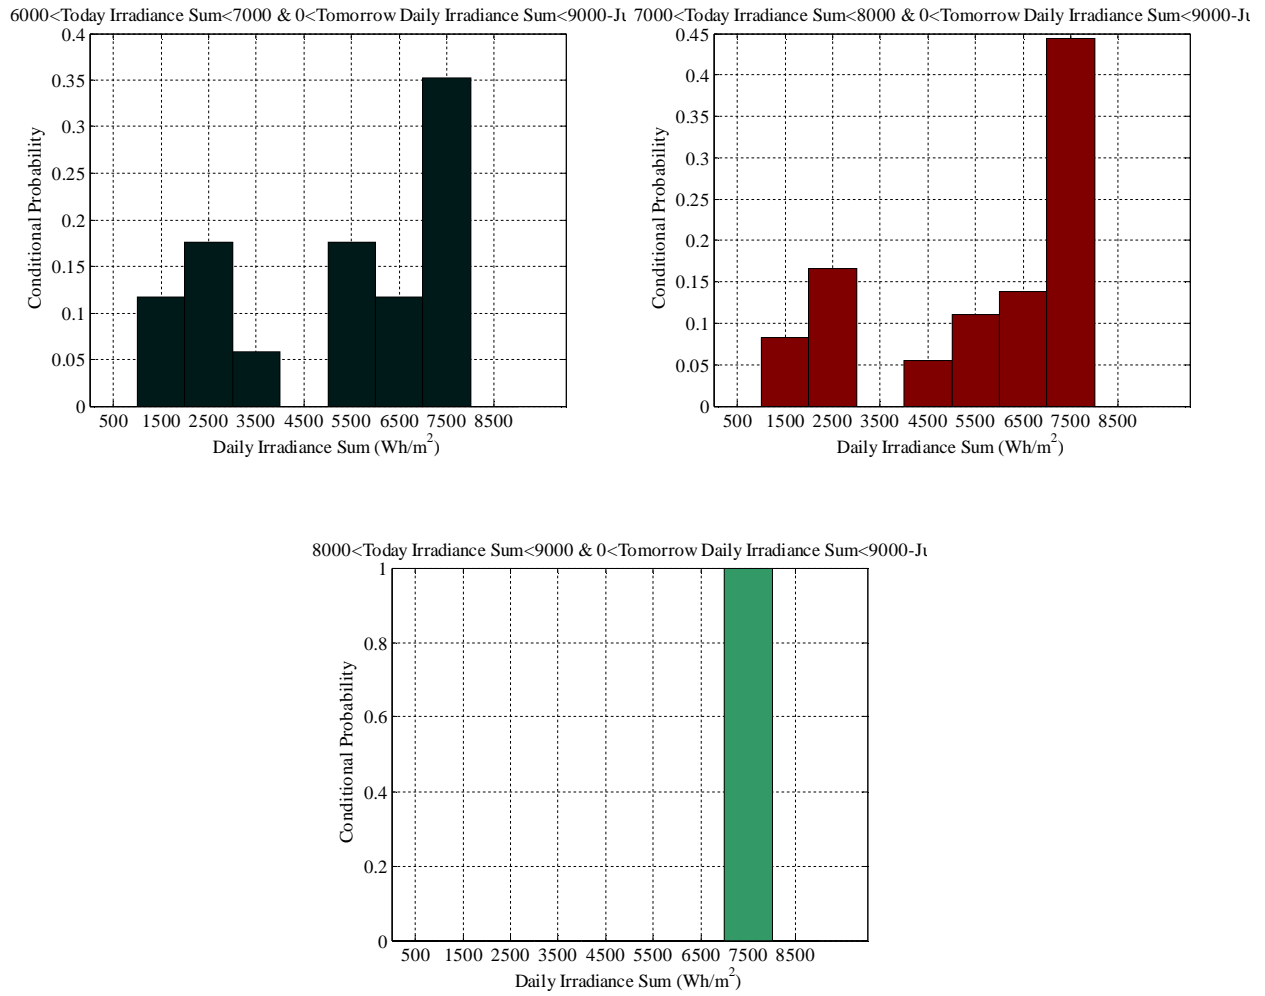 6000<Today Irradiance Sum<7000 & 0<Tomorrow Daily Irradiance Sum<9000-Ju
0.4
0.35
0.3
0.25
0.2
0.15
0.1
0.05
0
Conditional Probability
500 1500 2500 3500 4500 5500 6500 7500 8500
Daily Irradiance Sum (Wh/m²)
7000<Today Irradiance Sum<8000 & 0<Tomorrow Daily Irradiance Sum<9000-Ju
0.45
0.4
0.35
0.3
0.25
0.2
0.15
0.1
0.05
0
Conditional Probability
500 1500 2500 3500 4500 5500 6500 7500 8500
Daily Irradiance Sum (Wh/m²)
8000<Today Irradiance Sum<9000 & 0<Tomorrow Daily Irradiance Sum<9000-Ju
1
0.8
0.6
0.4
0.2
0
Conditional Probability
500 1500 2500 3500 4500 5500 6500 7500 8500
Daily Irradiance Sum (Wh/m²)